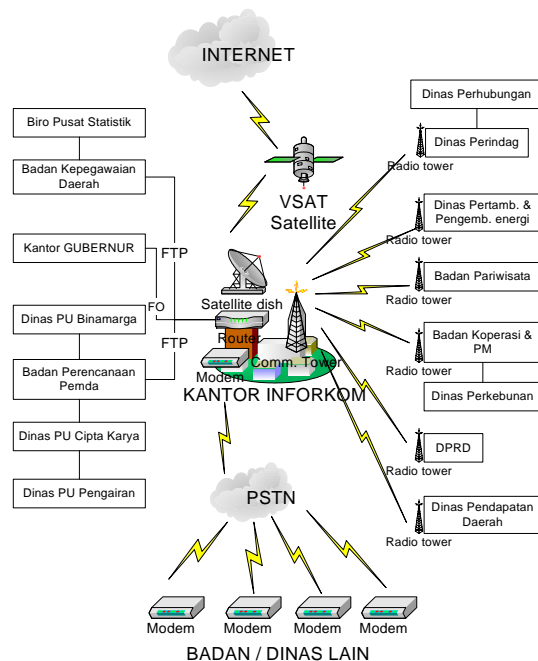 INTERNET
VSAT
Satellite
Biro Pusat Statistik
Badan Kepegawaian
Daerah
Kantor GUBERNUR
FTP
FO
Dinas PU Binamarga
FTP
Badan Perencanaan
Pemda
Dinas PU Cipta Karya
Dinas PU Pengairan
Satellite dish
Router
Comm. Tower
Modem
KANTOR INFORKOM
Dinas Perhubungan
Dinas Perindag
Radio tower
Dinas Pertamb. &
Pengemb. energi
Radio tower
Badan Pariwisata
Radio tower
Badan Koperasi &
PM
Radio tower
Dinas Perkebunan
DPRD
Radio tower
Dinas Pendapatan
Daerah
Radio tower
PSTN
Modem
Modem
Modem
Modem
BADAN / DINAS LAIN